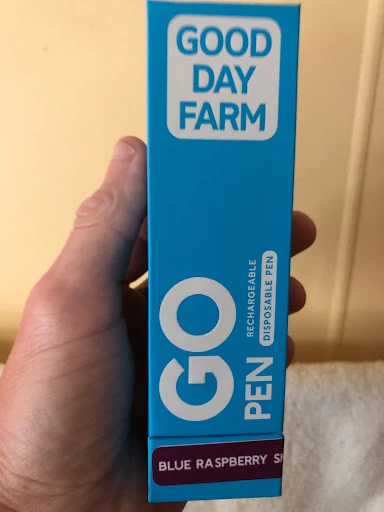 GOOD
DAY
FARM
GO
PEN
RECHARGEABLE
DISPOSABLE PEN
BLUE RASPBERRY